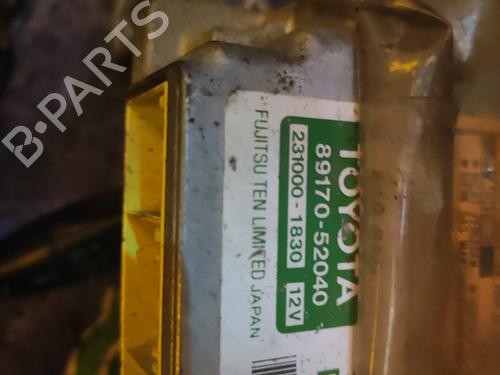 B·PARTS
TOYOTA
89170-52040
231000-1830 12V
FUJITSU TEN LIMITED JAPAN